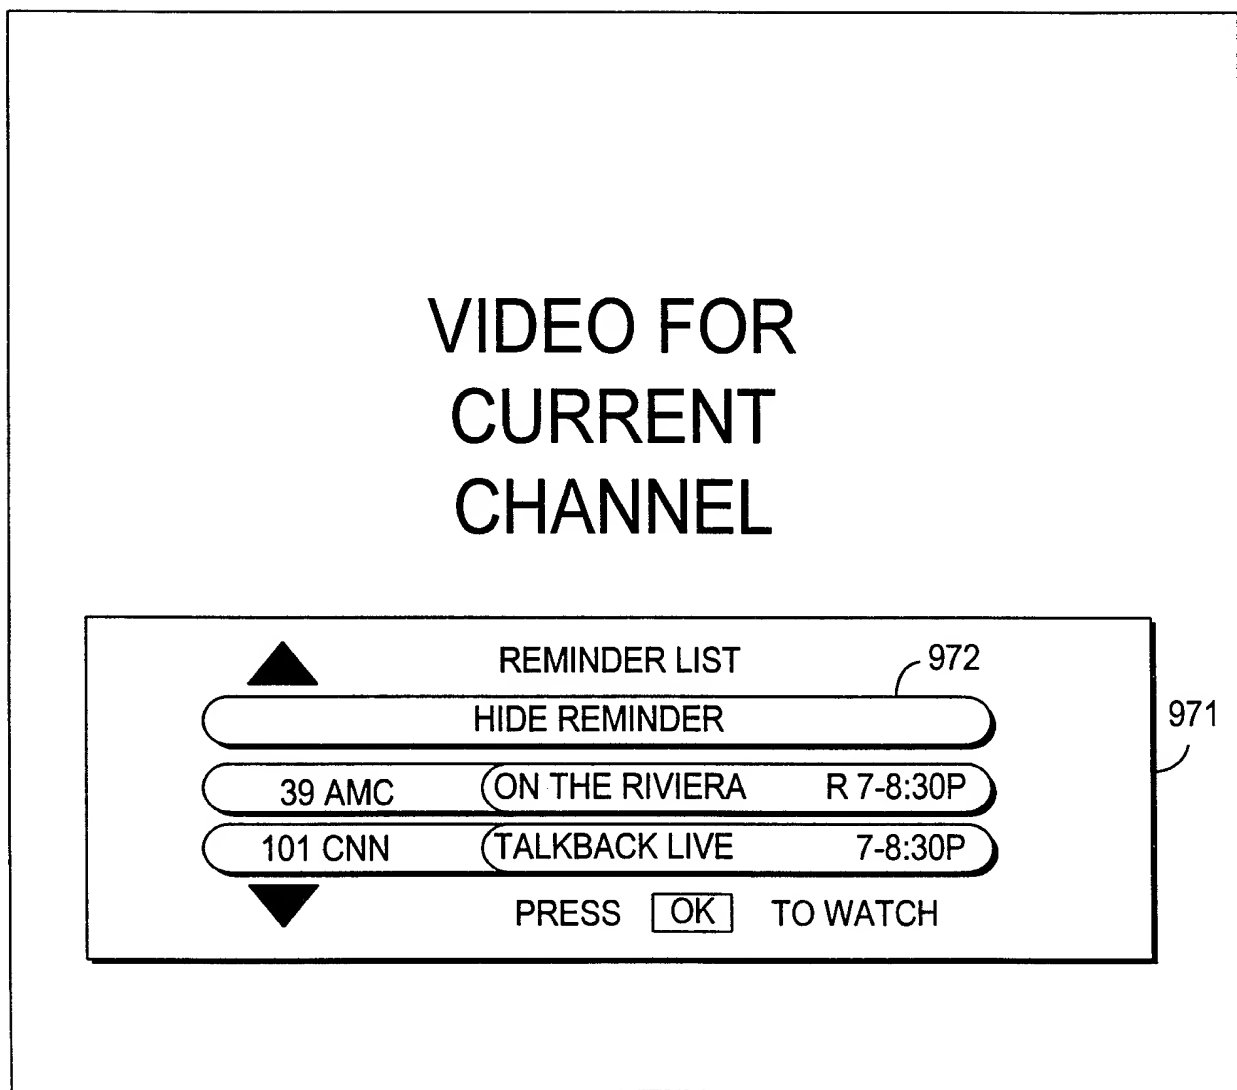 VIDEO FOR
CURRENT
CHANNEL
REMINDER LIST
972
HIDE REMINDER
971
39 AMC ON THE RIVIERA R 7-8:30P
101 CNN TALKBACK LIVE 7-8:30P
PRESS OK TO WATCH